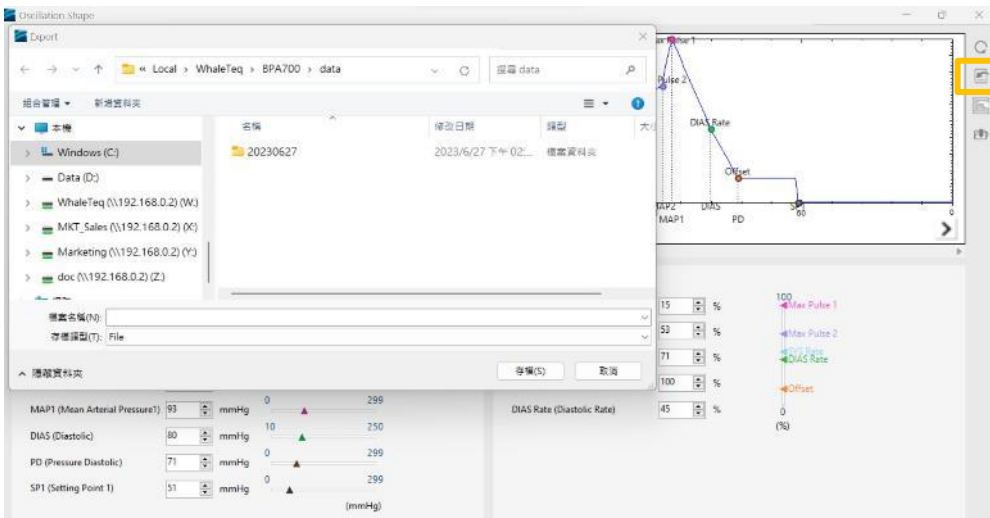 Oscillation Shape
Export
« Local › WhaleTeq › BPA700 › data
搜尋 data
組合管理
新增資料夾
名稱
修改日期
類型
大小
本機
Windows (C:)
Data (D:)
WhaleTeq (\\192.168.0.2) (W:)
MKT_Sales (\\192.168.0.2) (X:)
Marketing (\\192.168.0.2) (Y:)
doc (\\192.168.0.2) (Z:)
20230627
2023/6/27 下午 02:...
檔案資料夾
檔案名稱(N):
存檔類型(T): File
隱藏資料夾
存檔(S)
取消
Pulse 1
Pulse 2
DIAS Rate
Offset
MAP1
DIAS
PD
SP1
60
0
15 %
53 %
71 %
100 %
DIAS Rate (Diastolic Rate) 45 %
100
Max Pulse 1
Max Pulse 2
DIAS Rate
Offset
0
(%)
MAP1 (Mean Arterial Pressure1) 93 mmHg 0 299
DIAS (Diastolic) 80 mmHg 10 250
PD (Pressure Diastolic) 71 mmHg 0 299
SP1 (Setting Point 1) 51 mmHg 0 299
(mmHg)